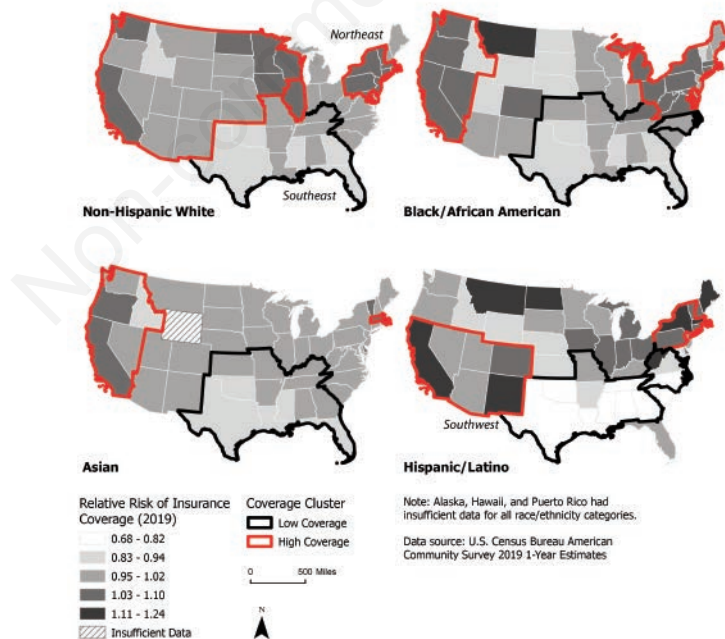 Non-comm
Northeast
Southeast
Non-Hispanic White
Black/African American
Asian
Southwest
Hispanic/Latino
Relative Risk of Insurance
Coverage (2019)
0.68 - 0.82
0.83 - 0.94
0.95 - 1.02
1.03 - 1.10
1.11 - 1.24
Insufficient Data
Coverage Cluster
Low Coverage
High Coverage
0 500 Miles
N
Note: Alaska, Hawaii, and Puerto Rico had
insufficient data for all race/ethnicity categories.
Data source: U.S. Census Bureau American
Community Survey 2019 1-Year Estimates